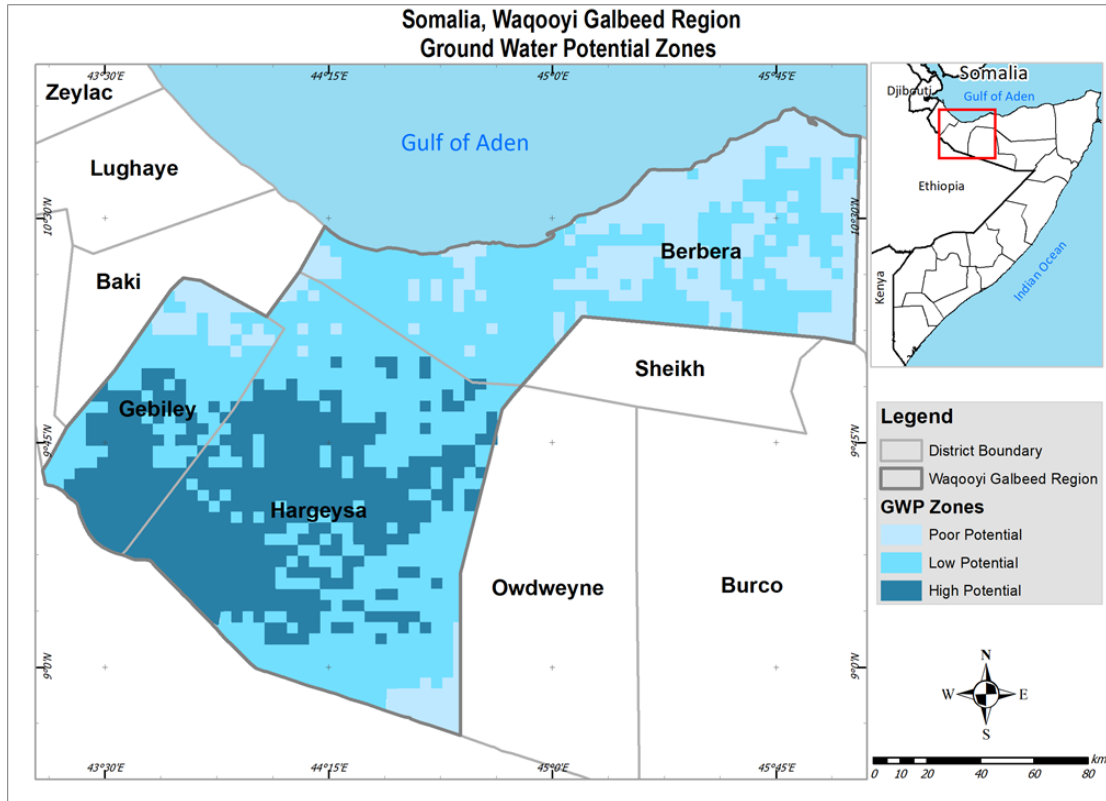 Somalia, Waqooyi Galbeed Region
Ground Water Potential Zones
43°30'E
44°15'E
45°0'E
45°45'E
Zeylac
Lughaye
Gulf of Aden
10°30'N
10°30'N
Baki
Berbera
Sheikh
Gebiley
9°45'N
9°45'N
Hargeysa
Owdweyne
Burco
9°0'N
9°0'N
43°30'E
44°15'E
45°0'E
45°45'E
Somalia
Djibouti
Gulf of Aden
Ethiopia
Kenya
Indian Ocean
Legend
District Boundary
Waqooyi Galbeed Region
GWP Zones
Poor Potential
Low Potential
High Potential
N
W E
S
km
0 10 20 40 60 80